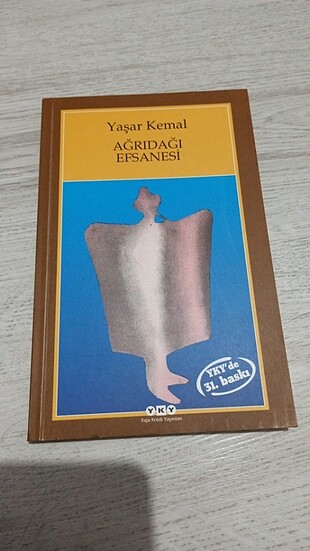 Yaşar Kemal
AĞRIDAĞI
EFSANESİ
YKY'de
31. baskı
YKY
Yapı Kredi Yayınları